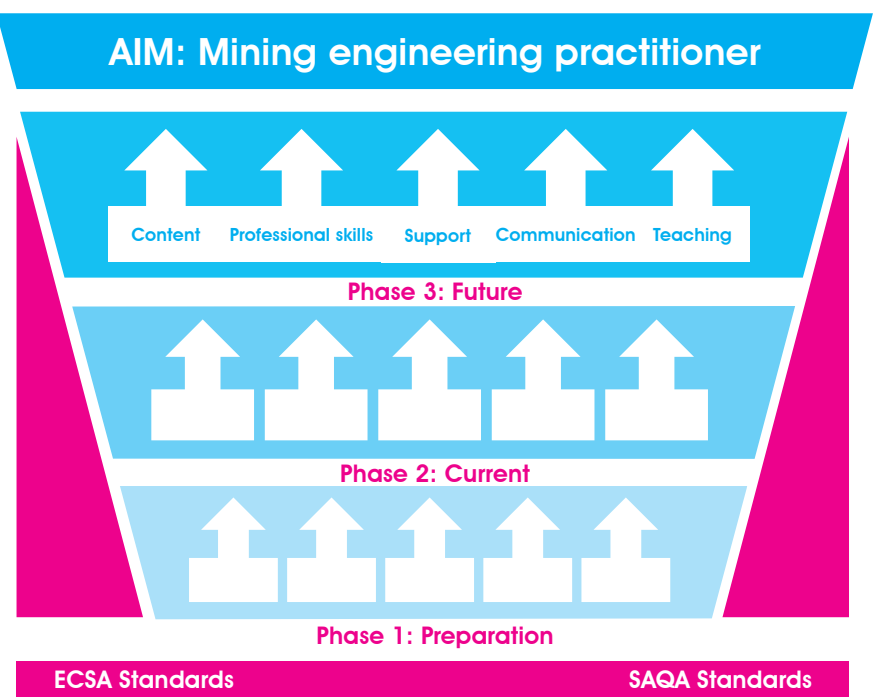 AIM: Mining engineering practitioner
Content Professional skills Support Communication Teaching
Phase 3: Future
Phase 2: Current
Phase 1: Preparation
ECSA Standards SAQA Standards